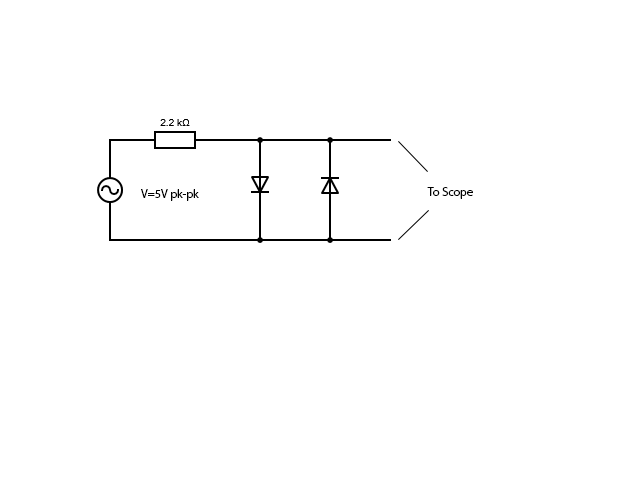 2.2 kΩ
V=5V pk-pk
To Scope